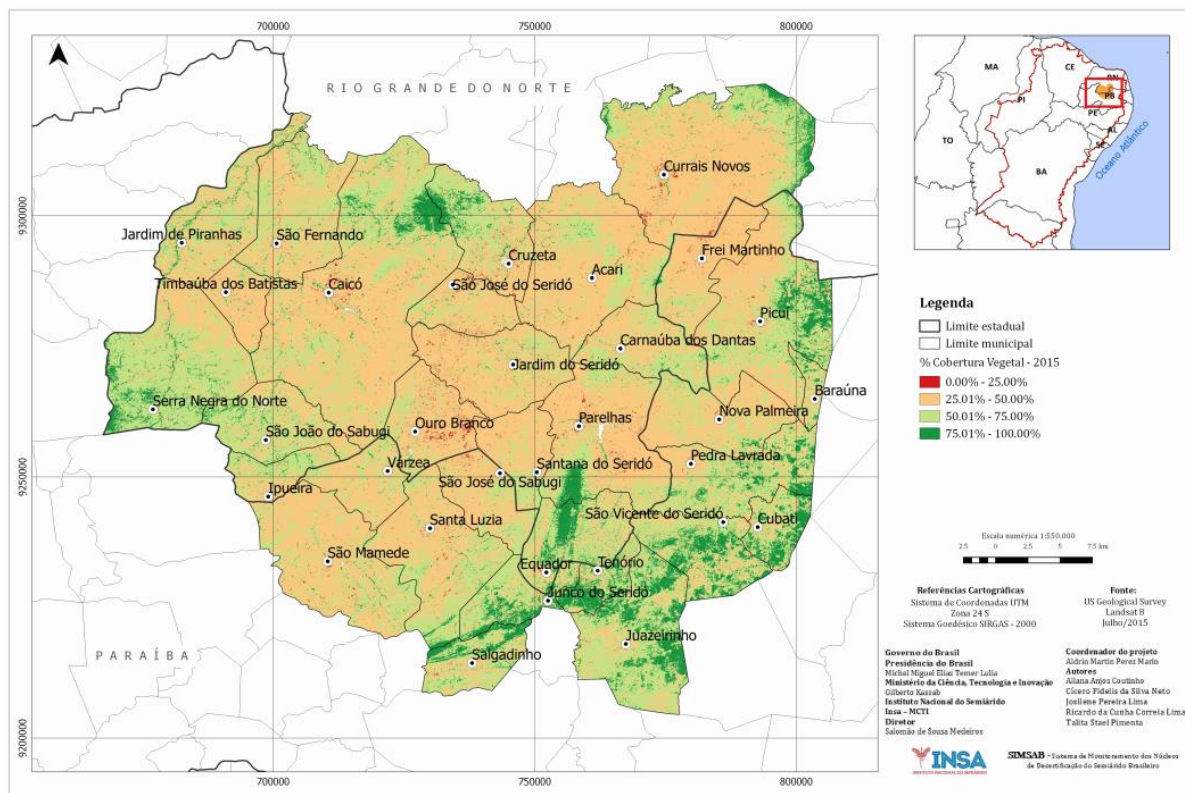 700000
750000
800000
RIO GRANDE DO NORTE
Currais Novos
9300000
Jardim de Piranhas
São Fernando
Frei Martinho
Cruzeta
Acari
Timbaúba dos Batistas
Caicó
São José do Seridó
Picuí
Carnaúba dos Dantas
Jardim do Seridó
Baraúna
Serra Negra do Norte
Ouro Branco
Parelhas
Nova Palmeira
São João do Sabugi
Várzea
Santana do Seridó
Pedra Lavrada
9250000
São José do Sabugi
Ipueira
Santa Luzia
São Vicente do Seridó
Cubati
São Mamede
Equador
Tenório
Junco do Seridó
Juazeirinho
PARAÍBA
Salgadinho
9200000
700000
750000
800000
MA
CE
RN
PB
PI
PE
AL
SE
TO
BA
Oceano Atlântico
Legenda
Limite estadual
Limite municipal
% Cobertura Vegetal - 2015
0.00% - 25.00%
25.01% - 50.00%
50.01% - 75.00%
75.01% - 100.00%
Escala numérica 1:550.000
2.5 0 2.5 5 7.5 km
Referências Cartográficas
Sistema de Coordenadas UTM
Zona 24 S
Sistema Goedésico SIRGAS - 2000
Fonte:
US Geological Survey
Landsat 8
Julho/2015
Governo do Brasil
Presidência do Brasil
Michel Miguel Elias Temer Lulia
Ministério da Ciência, Tecnologia e Inovação
Gilberto Kassab
Instituto Nacional do Semiárido
Insa - MCTI
Diretor
Salomão de Sousa Medeiros
Coordenador do projeto
Aldrin Martin Perez Marin
Autores
Allana Anjos Coutinho
Cícero Fidelis da Silva Neto
Josilene Pereira Lima
Ricardo da Cunha Correia Lima
Talita Stael Pimenta
INSA
INSTITUTO NACIONAL DO SEMIÁRIDO
SIMSAB - Sistema de Monitoramento dos Núcleos
de Desertificação do Semiárido Brasileiro